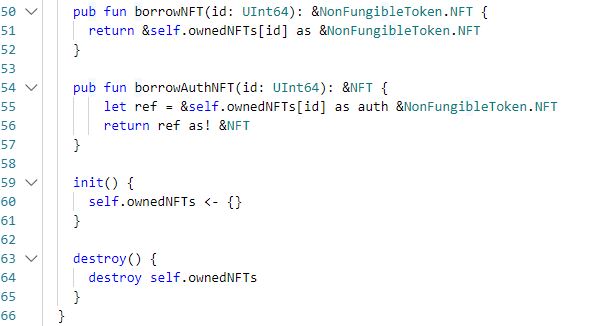 50 pub fun borrowNFT(id: UInt64): &NonFungibleToken.NFT {
51 return &self.ownedNFTs[id] as &NonFungibleToken.NFT
52 }
53
54 pub fun borrowAuthNFT(id: UInt64): &NFT {
55 let ref = &self.ownedNFTs[id] as auth &NonFungibleToken.NFT
56 return ref as! &NFT
57 }
58
59 init() {
60 self.ownedNFTs <- {}
61 }
62
63 destroy() {
64 destroy self.ownedNFTs
65 }
66 }